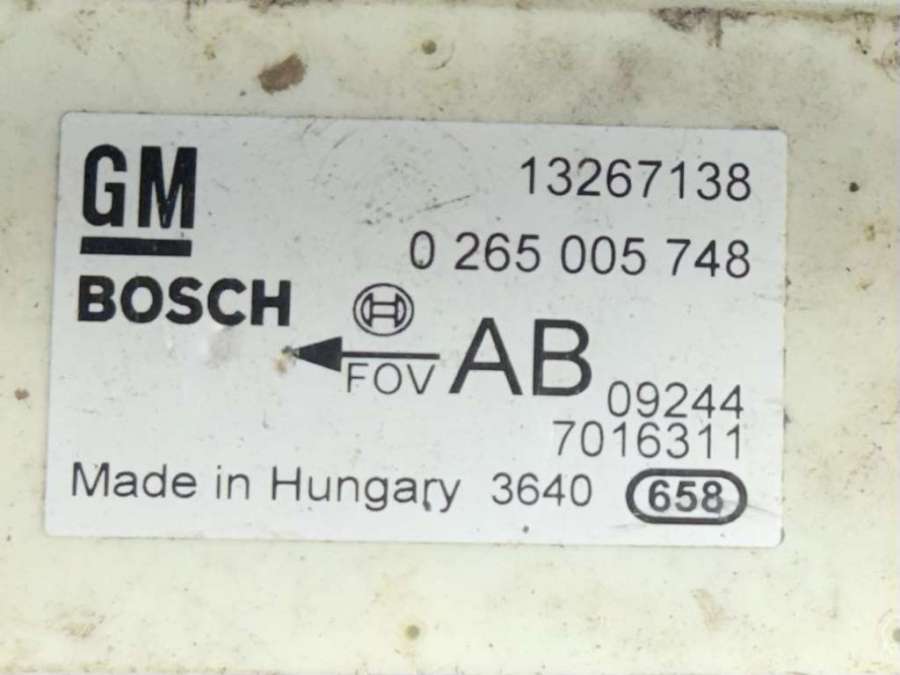 GM 13267138
0 265 005 748
BOSCH
FOV AB
09244
7016311
Made in Hungary 3640 658